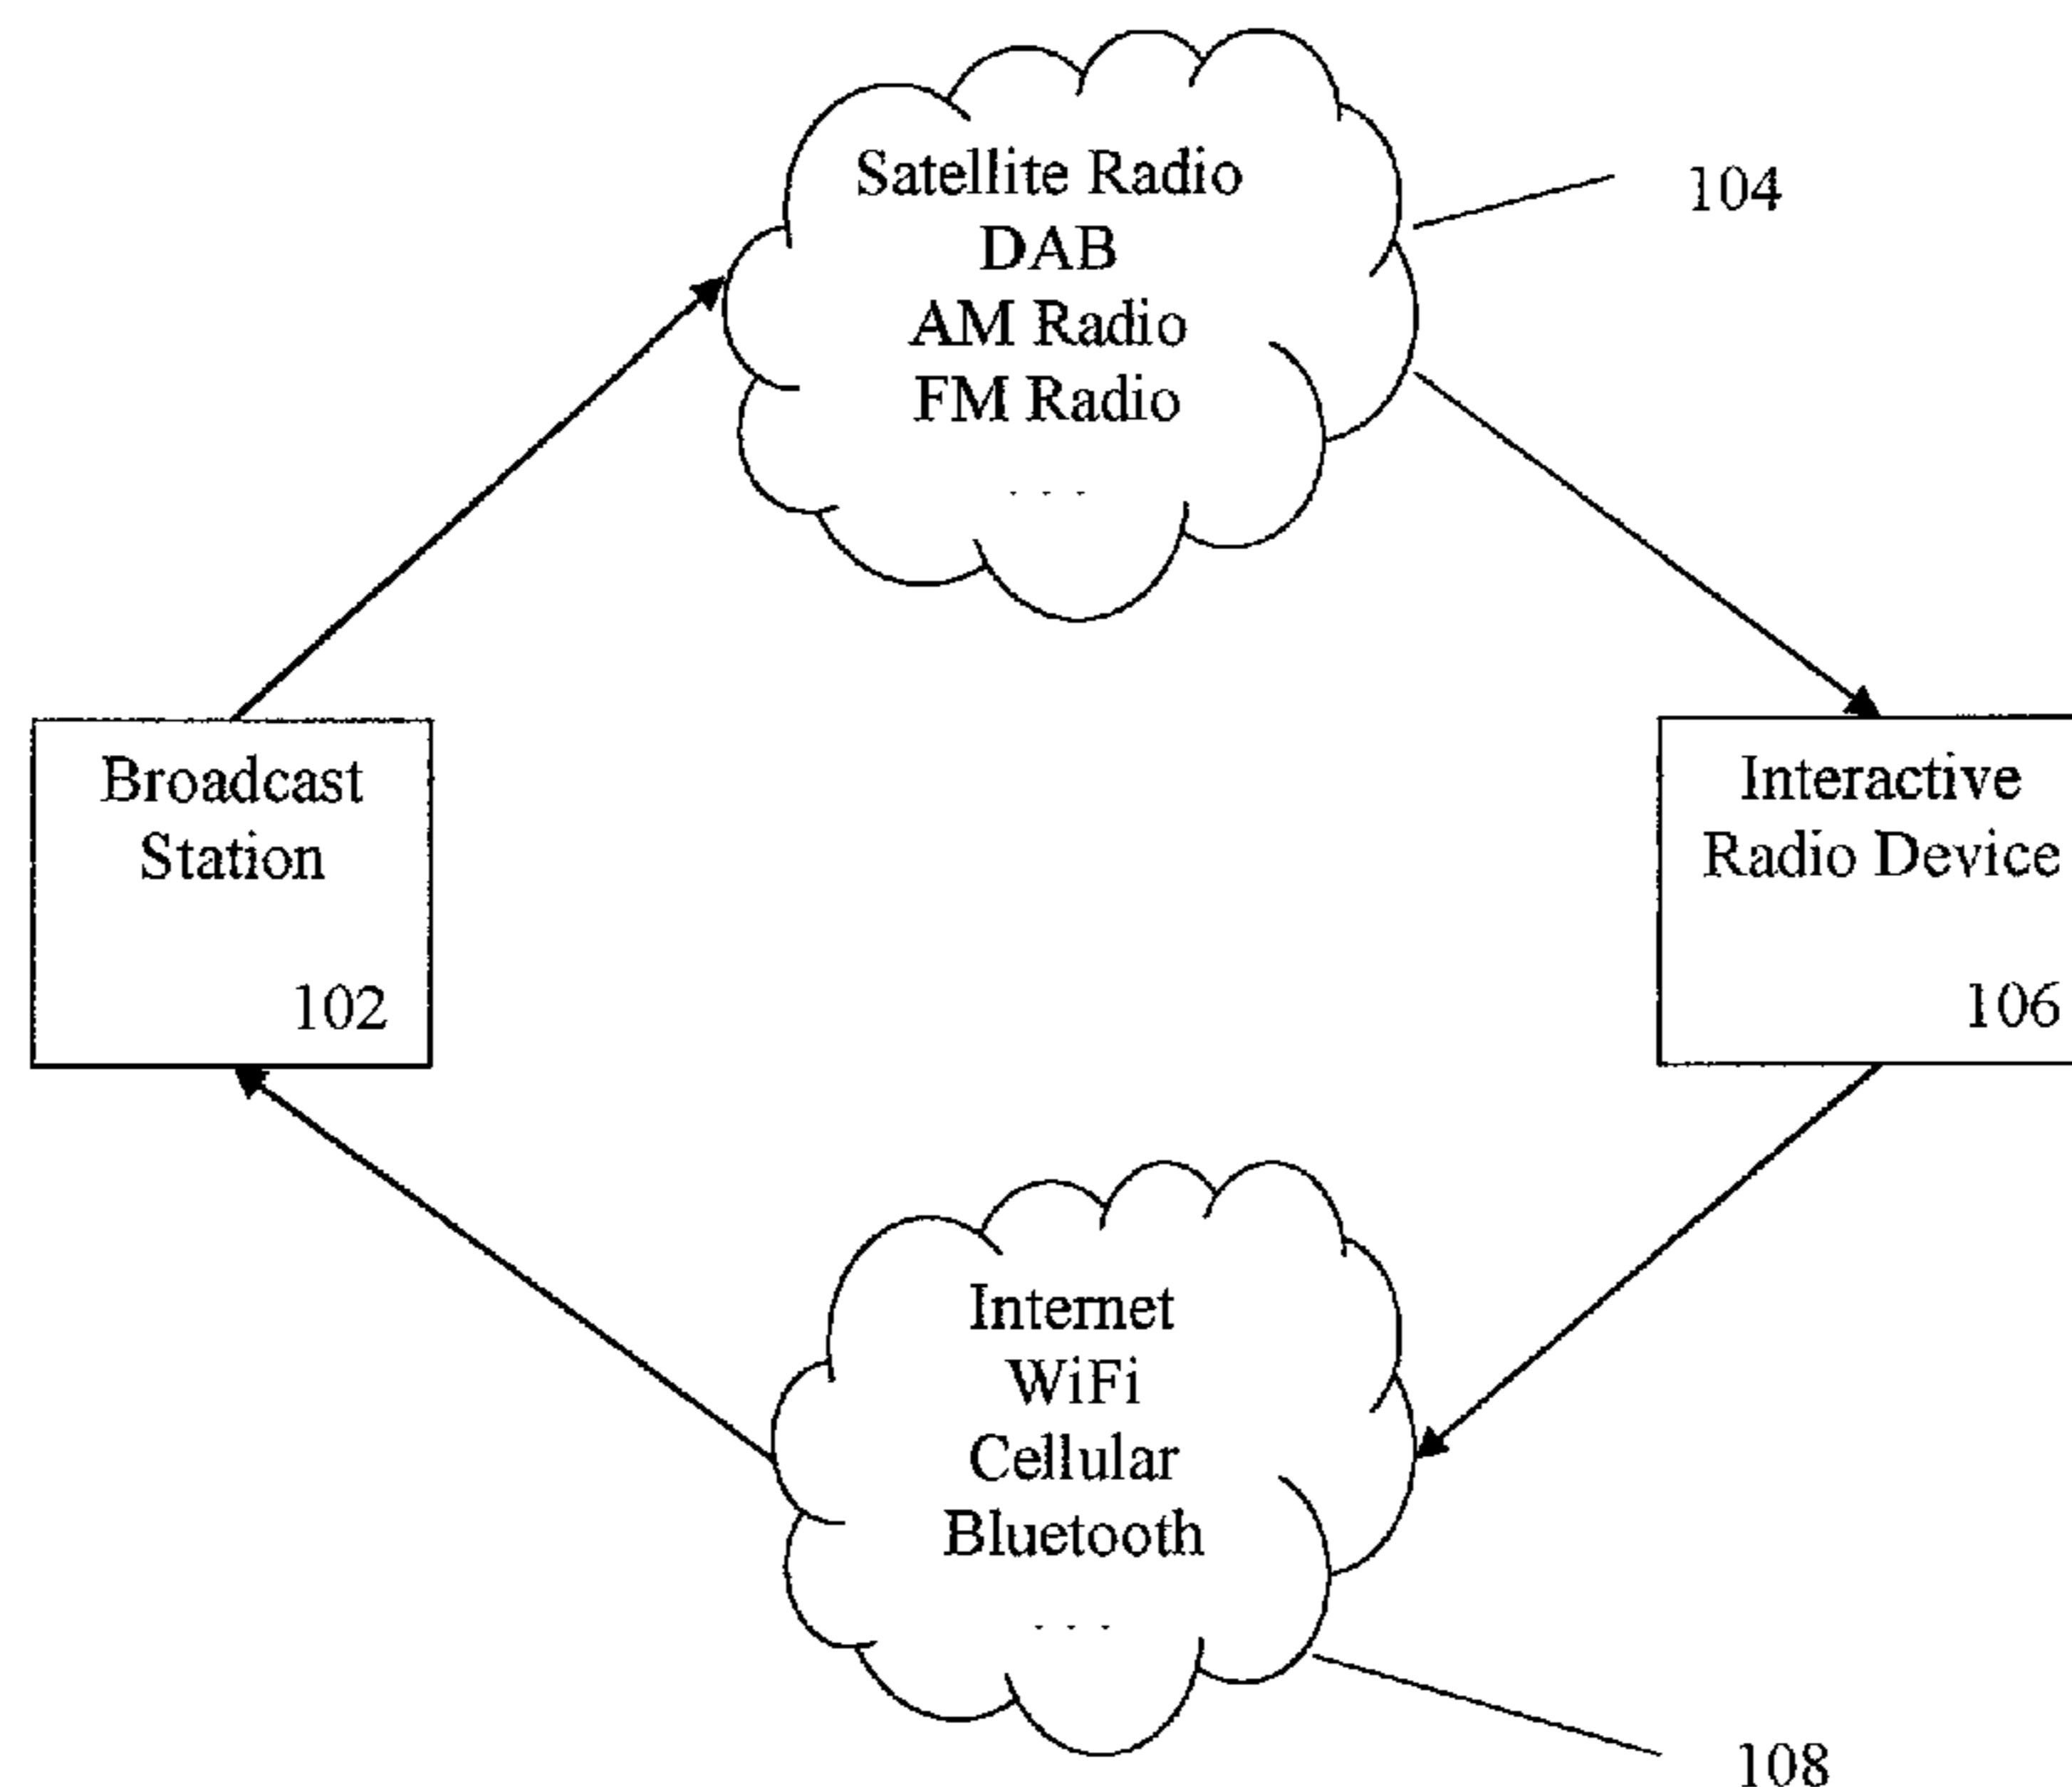 Satellite Radio
DAB
AM Radio
FM Radio
. . .
104
Broadcast
Station
102
Interactive
Radio Device
106
Internet
WiFi
Cellular
Bluetooth
. . .
108